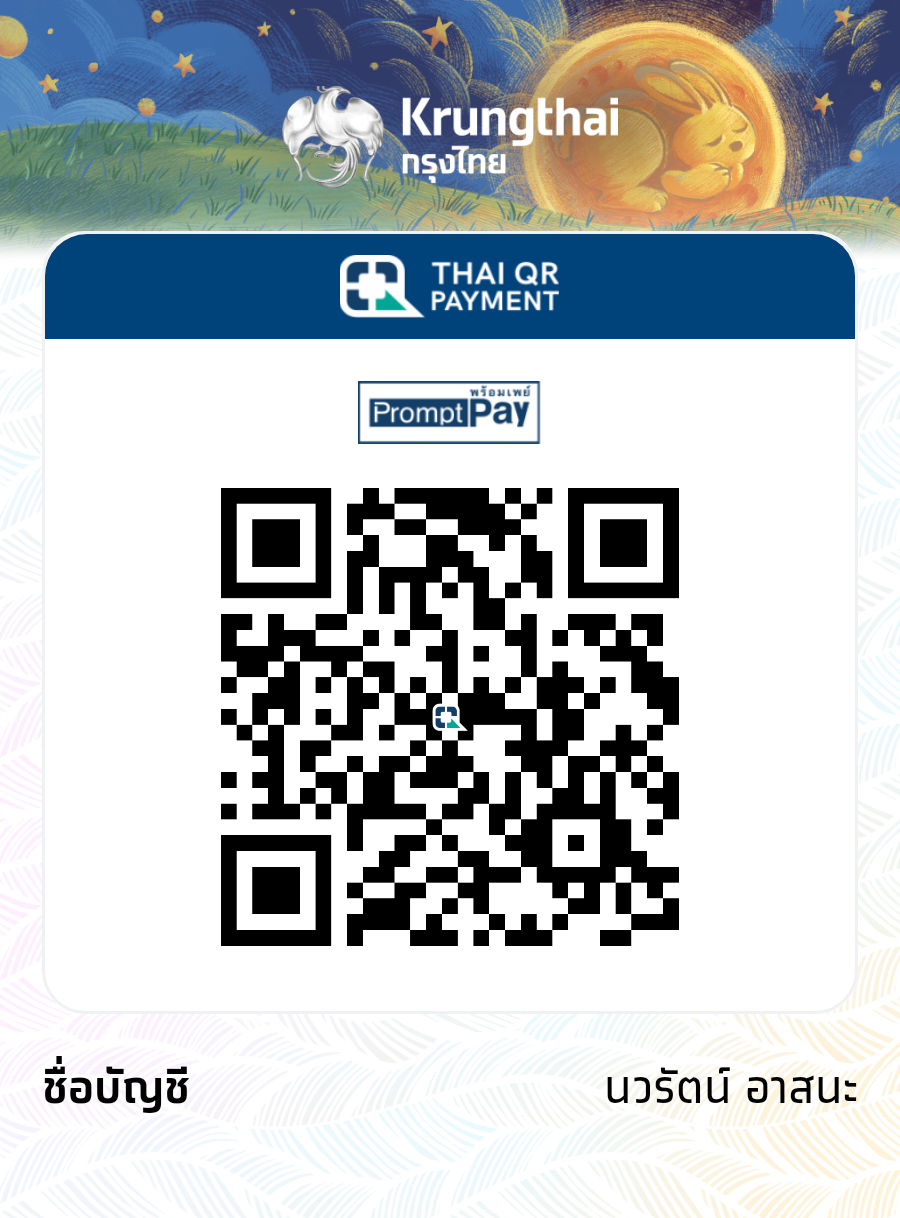 Krungthai
กรุงไทย
THAI QR
PAYMENT
พร้อมเพย์
PromptPay
ชื่อบัญชี นวรัตน์ อาสนะ